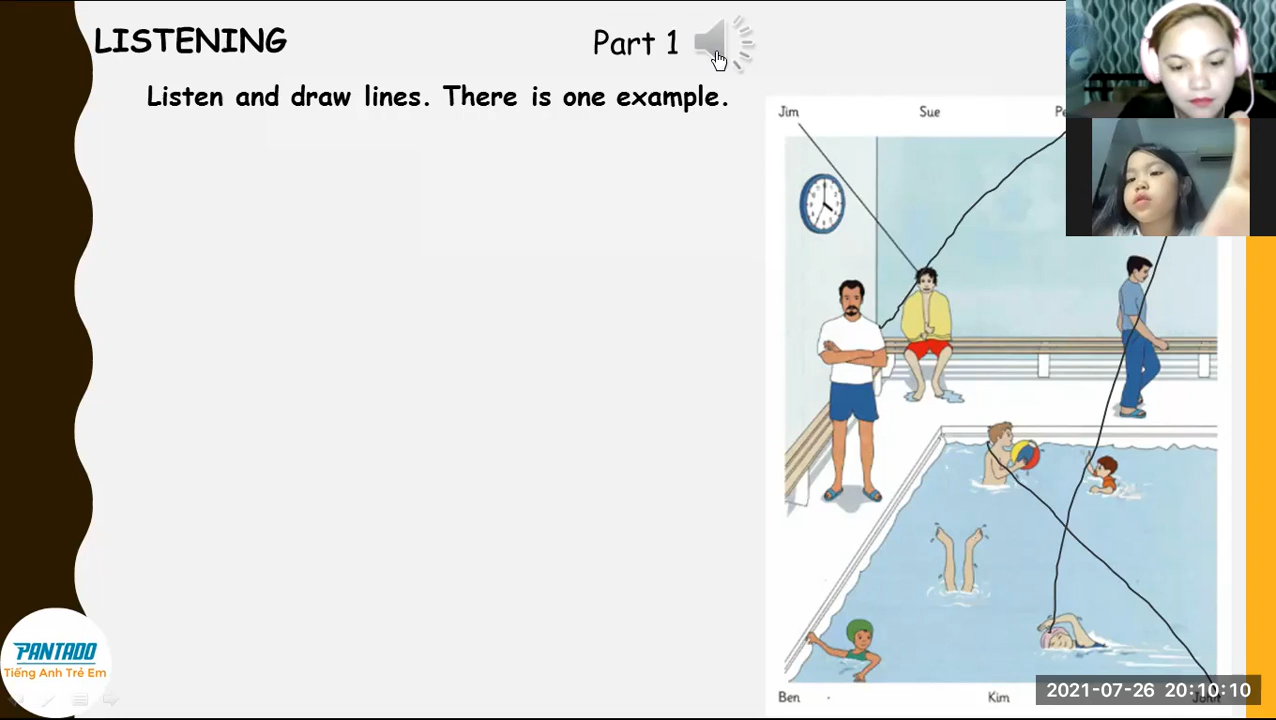 LISTENING
Part 1
Listen and draw lines. There is one example.
Jim
Sue
Ben
Kim
John
PANTADO
Tiếng Anh Trẻ Em
2021-07-26 20:10:10